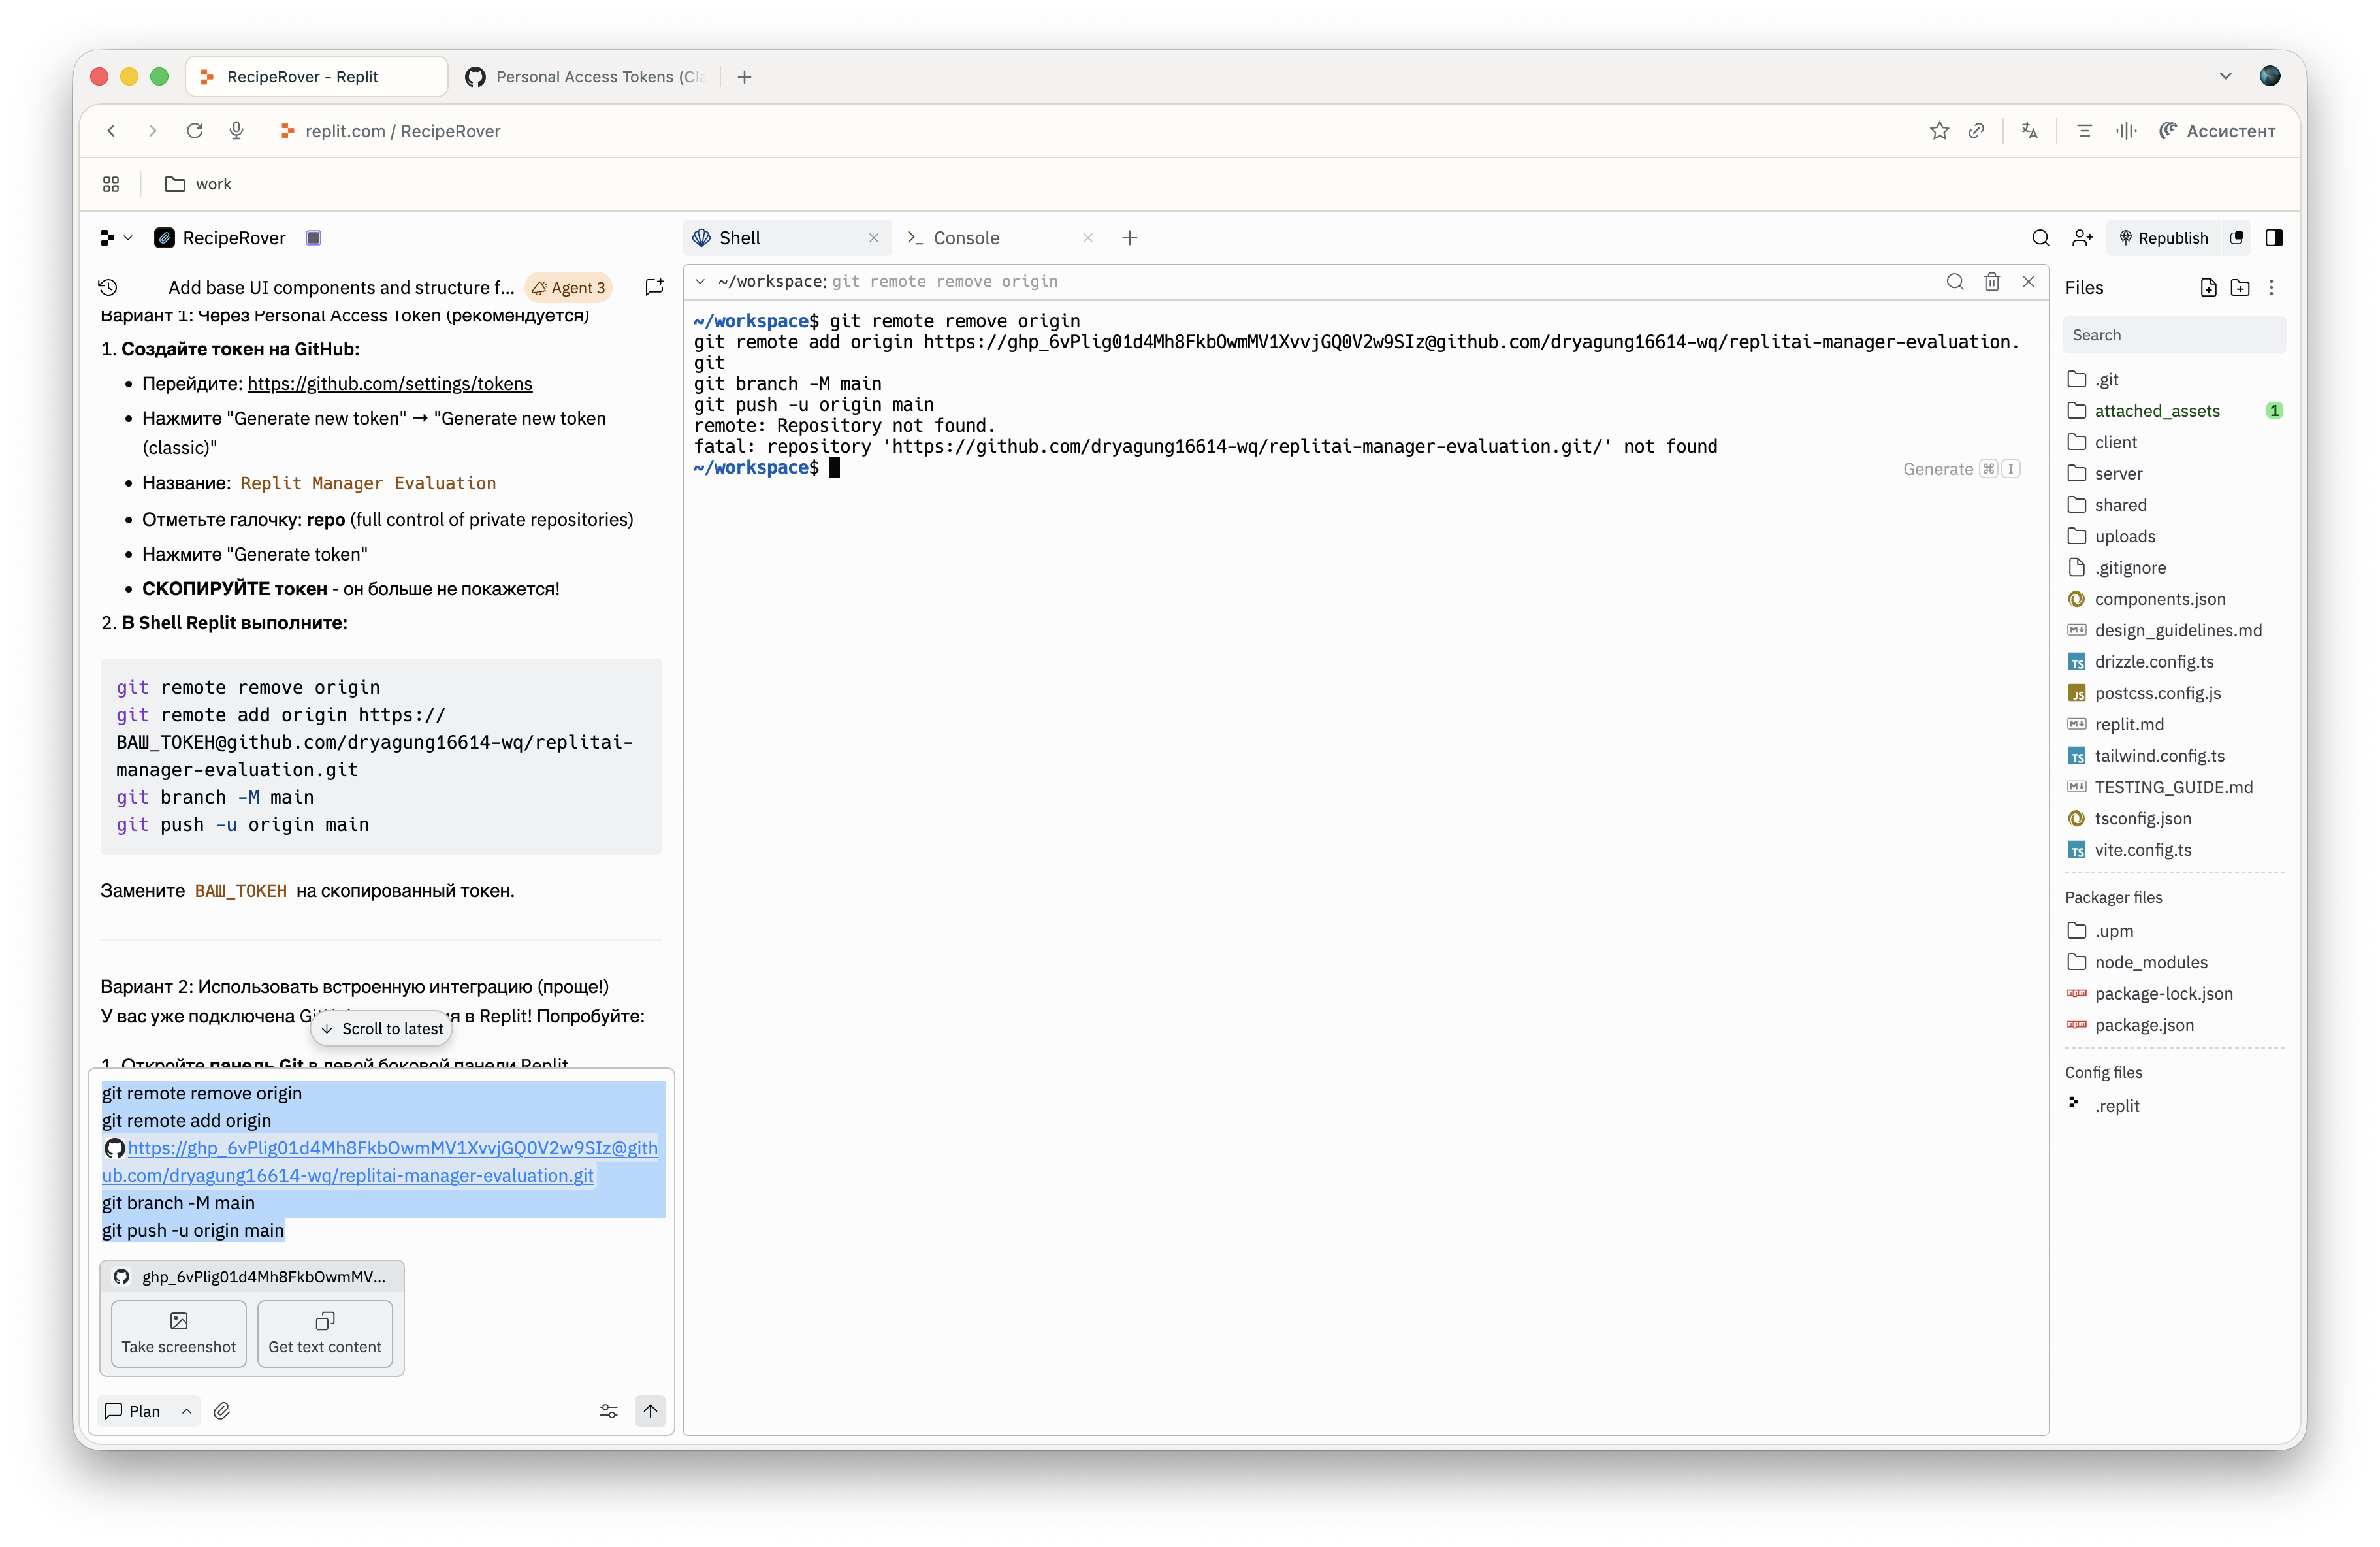 RecipeRover - Replit
Personal Access Tokens (Cla
replit.com / RecipeRover
Ассистент
work
RecipeRover
Shell
Console
Republish
Add base UI components and structure f...
Agent 3
Вариант 1: Через Personal Access Token (рекомендуется)
1. Создайте токен на GitHub:
• Перейдите: https://github.com/settings/tokens
• Нажмите "Generate new token" → "Generate new token
(classic)"
• Название: Replit Manager Evaluation
• Отметьте галочку: repo (full control of private repositories)
• Нажмите "Generate token"
• СКОПИРУЙТЕ токен - он больше не покажется!
2. В Shell Replit выполните:
git remote remove origin
git remote add origin https://
ВАШ_ТОКЕН@github.com/dryagung16614-wq/replitai-
manager-evaluation.git
git branch -M main
git push -u origin main
Замените ВАШ_ТОКЕН на скопированный токен.
Вариант 2: Использовать встроенную интеграцию (проще!)
У вас уже подключена в Replit! Попробуйте:
Scroll to latest
1. Откройте панель Git в левой боковой панели Replit
git remote remove origin
git remote add origin
https://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@gith
ub.com/dryagung16614-wq/replitai-manager-evaluation.git
git branch -M main
git push -u origin main
ghp_6vPlig01d4Mh8FkbOwmMV...
Take screenshot
Get text content
Plan
~/workspace: git remote remove origin
~/workspace$ git remote remove origin
git remote add origin https://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@github.com/dryagung16614-wq/replitai-manager-evaluation.
git
git branch -M main
git push -u origin main
remote: Repository not found.
fatal: repository 'https://github.com/dryagung16614-wq/replitai-manager-evaluation.git/' not found
~/workspace$
Generate ⌘ I
Files
Search
.git
attached_assets 1
client
server
shared
uploads
.gitignore
components.json
design_guidelines.md
drizzle.config.ts
postcss.config.js
replit.md
tailwind.config.ts
TESTING_GUIDE.md
tsconfig.json
vite.config.ts
Packager files
.upm
node_modules
package-lock.json
package.json
Config files
.replit